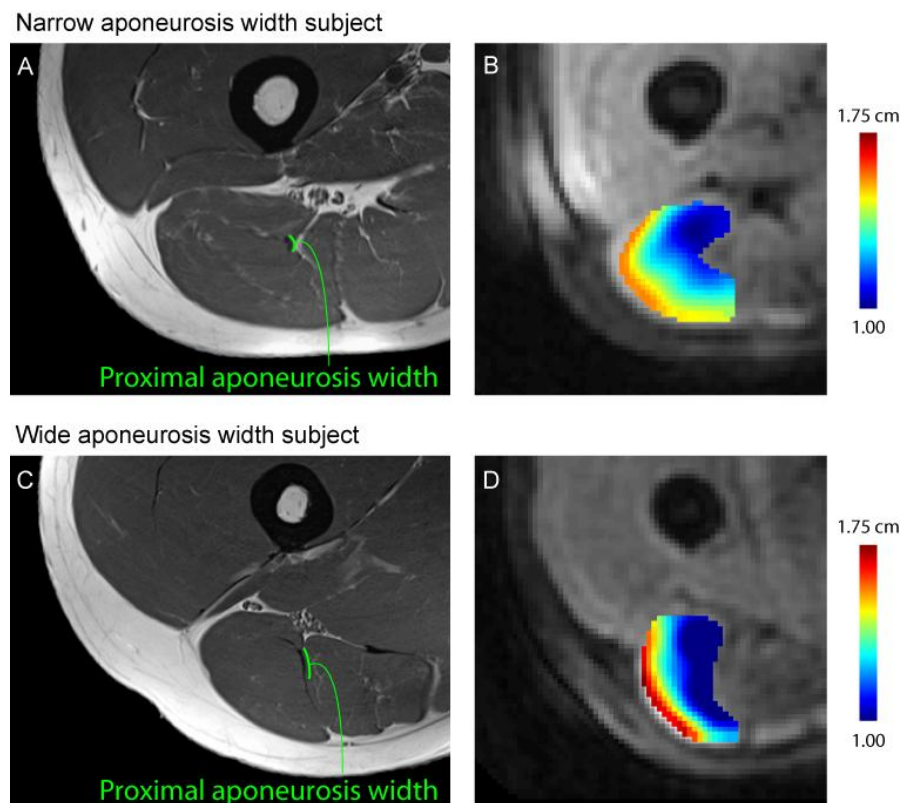 Narrow aponeurosis width subject
A
B
1.75 cm
1.00
Proximal aponeurosis width
Wide aponeurosis width subject
C
D
1.75 cm
1.00
Proximal aponeurosis width